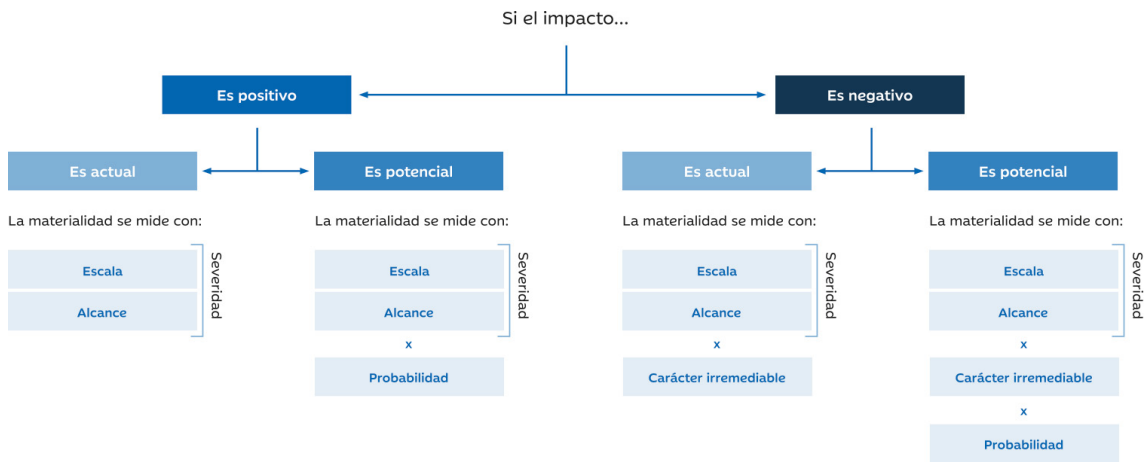 Si el impacto...
Es positivo
Es negativo
Es actual
Es potencial
Es actual
Es potencial
La materialidad se mide con:
La materialidad se mide con:
La materialidad se mide con:
La materialidad se mide con:
Escala
Alcance
Severidad
Escala
Alcance
Severidad
x
Probabilidad
Escala
Alcance
Severidad
x
Carácter irremediable
Escala
Alcance
Severidad
x
Carácter irremediable
x
Probabilidad